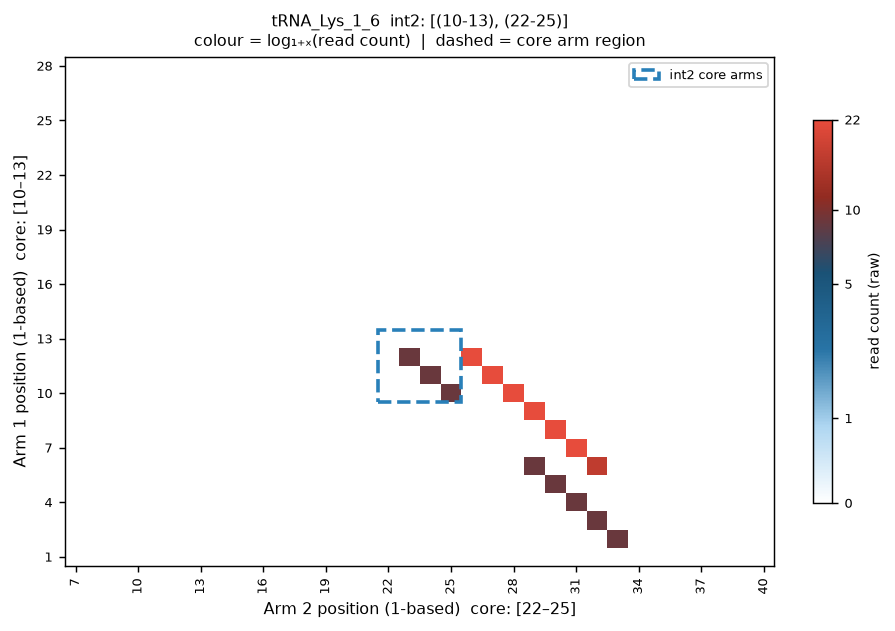 tRNA_Lys_1_6  int2: [(10-13), (22-25)]
colour = log₁₊ₓ(read count)  |  dashed = core arm region
int2 core arms
Arm 1 position (1-based)  core: [10–13]
28
25
22
19
16
13
10
7
4
1
7 10 13 16 19 22 25 28 31 34 37 40
Arm 2 position (1-based)  core: [22–25]
22
10
5
1
0
read count (raw)